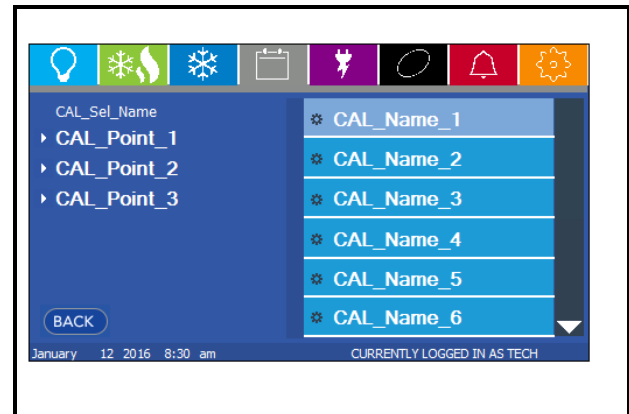 CAL_Sel_Name
CAL_Point_1
CAL_Point_2
CAL_Point_3
BACK
CAL_Name_1
CAL_Name_2
CAL_Name_3
CAL_Name_4
CAL_Name_5
CAL_Name_6
January 12 2016 8:30 am
CURRENTLY LOGGED IN AS TECH